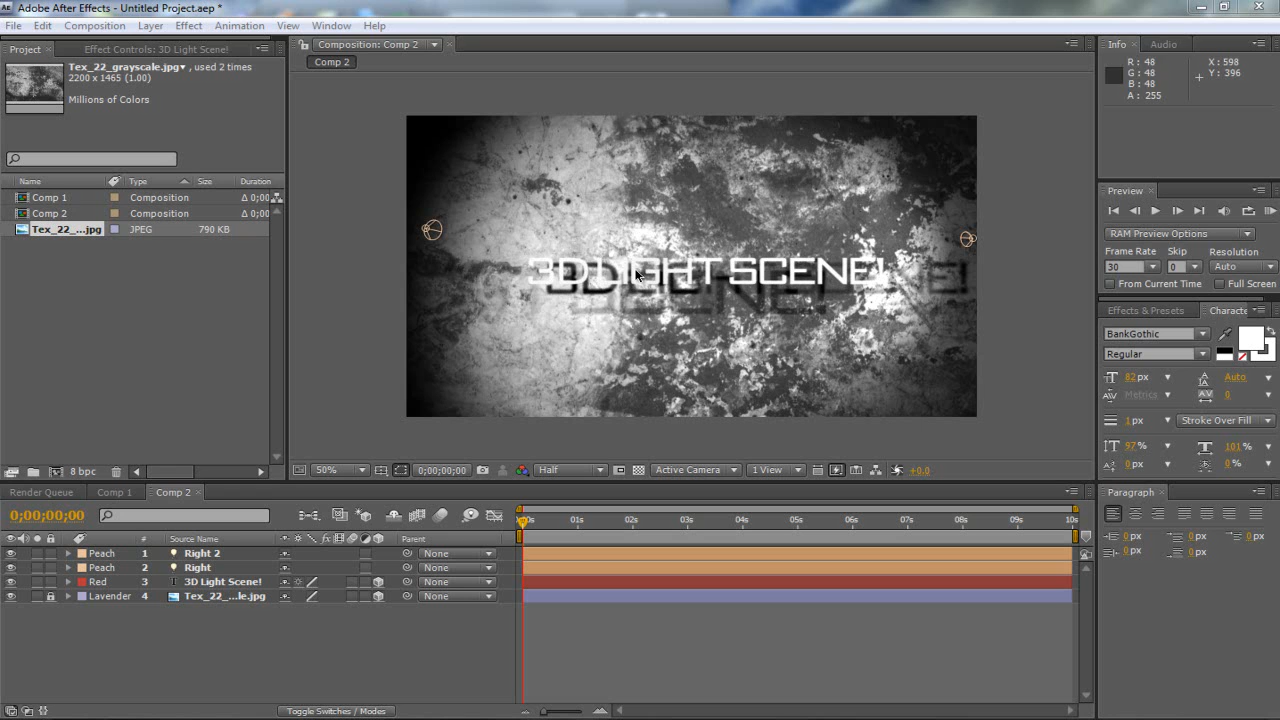 Adobe After Effects - Untitled Project.aep *
File Edit Composition Layer Effect Animation View Window Help
Project Effect Controls: 3D Light Scene!
Tex_22_grayscale.jpg , used 2 times
2200 x 1465 (1.00)
Millions of Colors
Name Type Size Duration
Comp 1 Composition Δ 0;00
Comp 2 Composition Δ 0;00
Tex_22_...jpg JPEG 790 KB
8 bpc
Composition: Comp 2
Comp 2
3D LIGHT SCENE!
50% 0;00;00;00 Half Active Camera 1 View +0.0
Info Audio
R: 48 X: 598
G: 48 Y: 396
B: 48
A: 255
Preview
RAM Preview Options
Frame Rate Skip Resolution
30 0 Auto
From Current Time Full Screen
Effects & Presets Characte
BankGothic
Regular
82 px Auto
Metrics 0
1 px Stroke Over Fill
97 % 101 %
0 px 0 %
Render Queue Comp 1 Comp 2
0;00;00;00
# Source Name Parent
Peach 1 Right 2 None
Peach 2 Right None
Red 3 3D Light Scene! None
Lavender 4 Tex_22_...le.jpg None
01s 02s 03s 04s 05s 06s 07s 08s 09s 10s
Toggle Switches / Modes
Paragraph
0 px 0 px 0 px
0 px 0 px